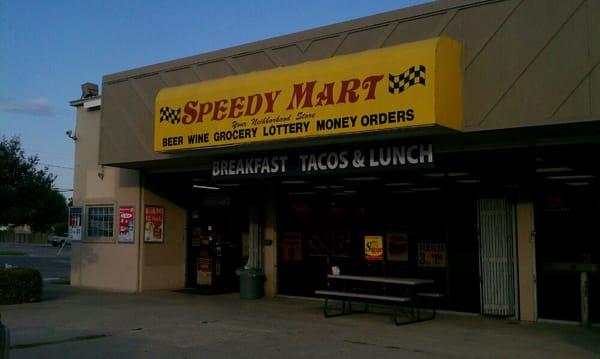 SPEEDY MART
Your Neighborhood Store
BEER WINE GROCERY LOTTERY MONEY ORDERS
BREAKFAST TACOS & LUNCH